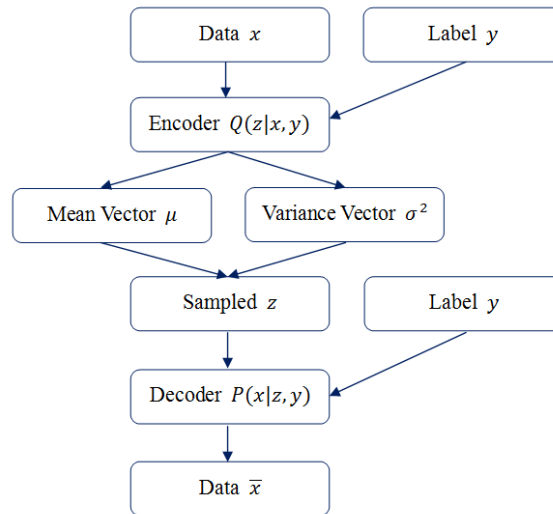 Data x
Label y
Encoder Q(z|x, y)
Mean Vector μ
Variance Vector σ²
Sampled z
Label y
Decoder P(x|z, y)
Data x̅